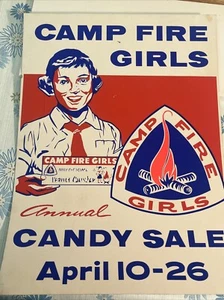 CAMP FIRE
GIRLS
CAMP FIRE GIRLS
CAMP FIRE
GIRLS
Annual
CANDY SALE
April 10-26